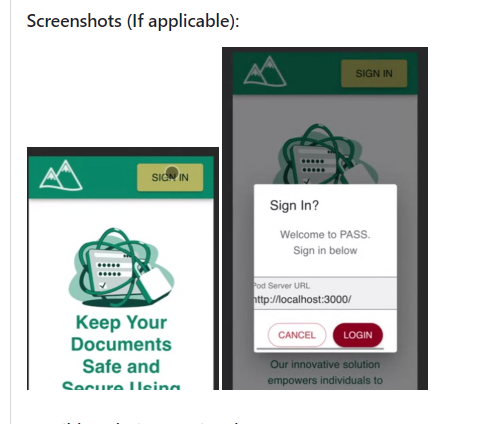 Screenshots (If applicable):
SIGN IN
Keep Your
Documents
Safe and
Secure Using
SIGN IN
Sign In?
Welcome to PASS.
Sign in below
Pod Server URL
http://localhost:3000/
CANCEL
LOGIN
Our innovative solution
empowers individuals to